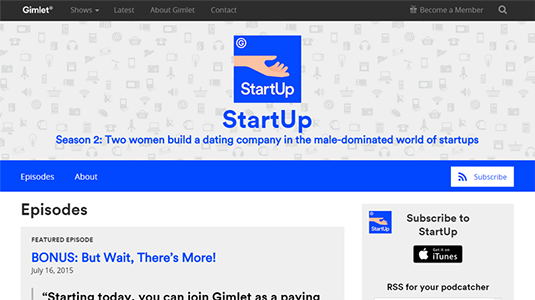 Gimlet® Shows Latest About Gimlet Contact Become a Member
G
StartUp
StartUp
Season 2: Two women build a dating company in the male-dominated world of startups
Episodes About Subscribe
Episodes
FEATURED EPISODE
BONUS: But Wait, There's More!
July 16, 2015
"Starting today, you can join Gimlet as a paying
G
StartUp
Subscribe to
StartUp
Get it on
iTunes
RSS for your podcatcher